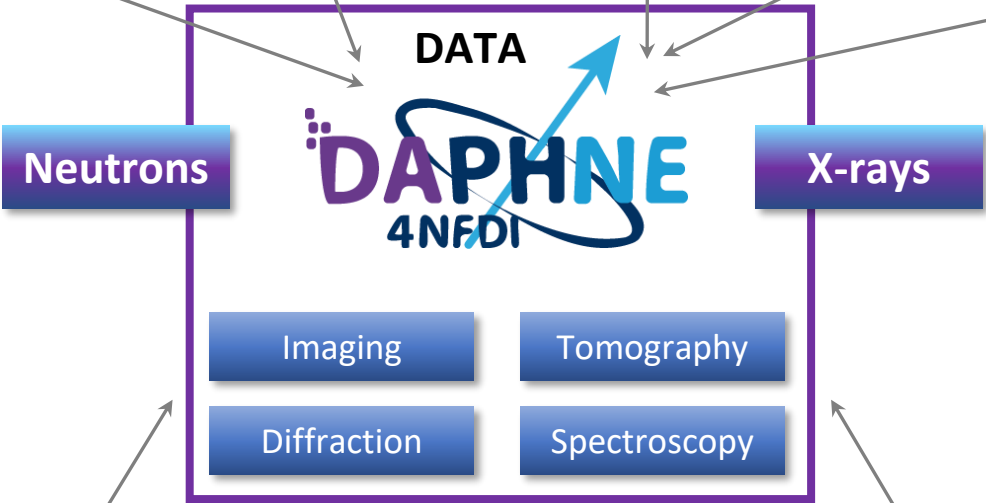 DATA
Neutrons
DAPHNE
4NFDI
X-rays
Imaging
Tomography
Diffraction
Spectroscopy